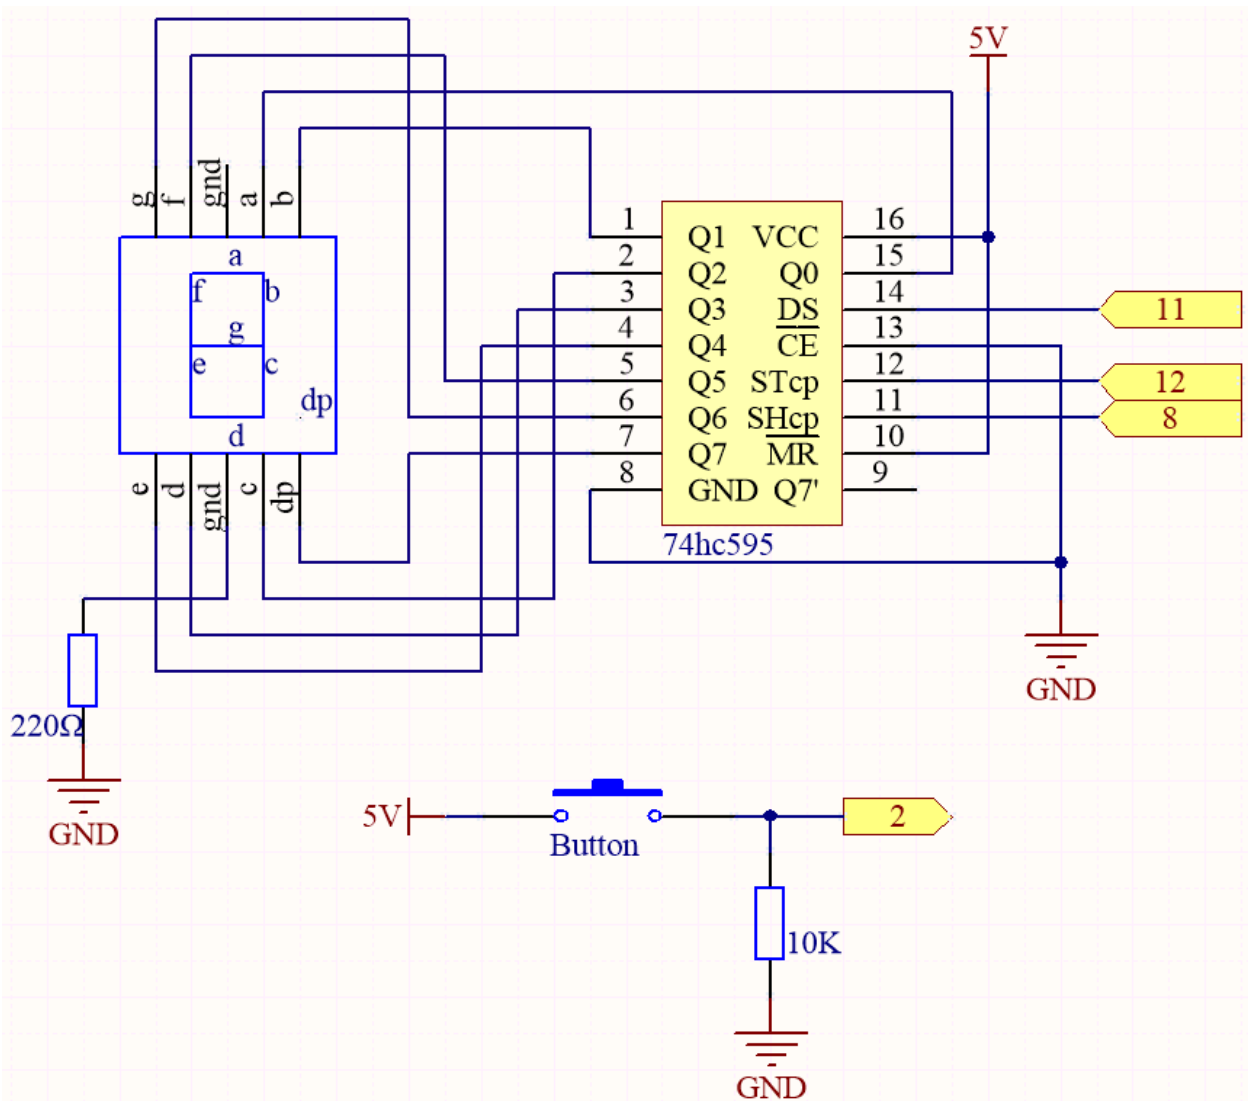 5V
g f gnd a b
a
f b
g
e c
dp
d
e d gnd c dp
1 Q1 VCC 16
2 Q2 Q0 15
3 Q3 DS 14
4 Q4 CE 13
5 Q5 STcp 12
6 Q6 SHcp 11
7 Q7 MR 10
8 GND Q7' 9
74hc595
11
12
8
GND
220Ω
GND
5V
Button
2
10K
GND